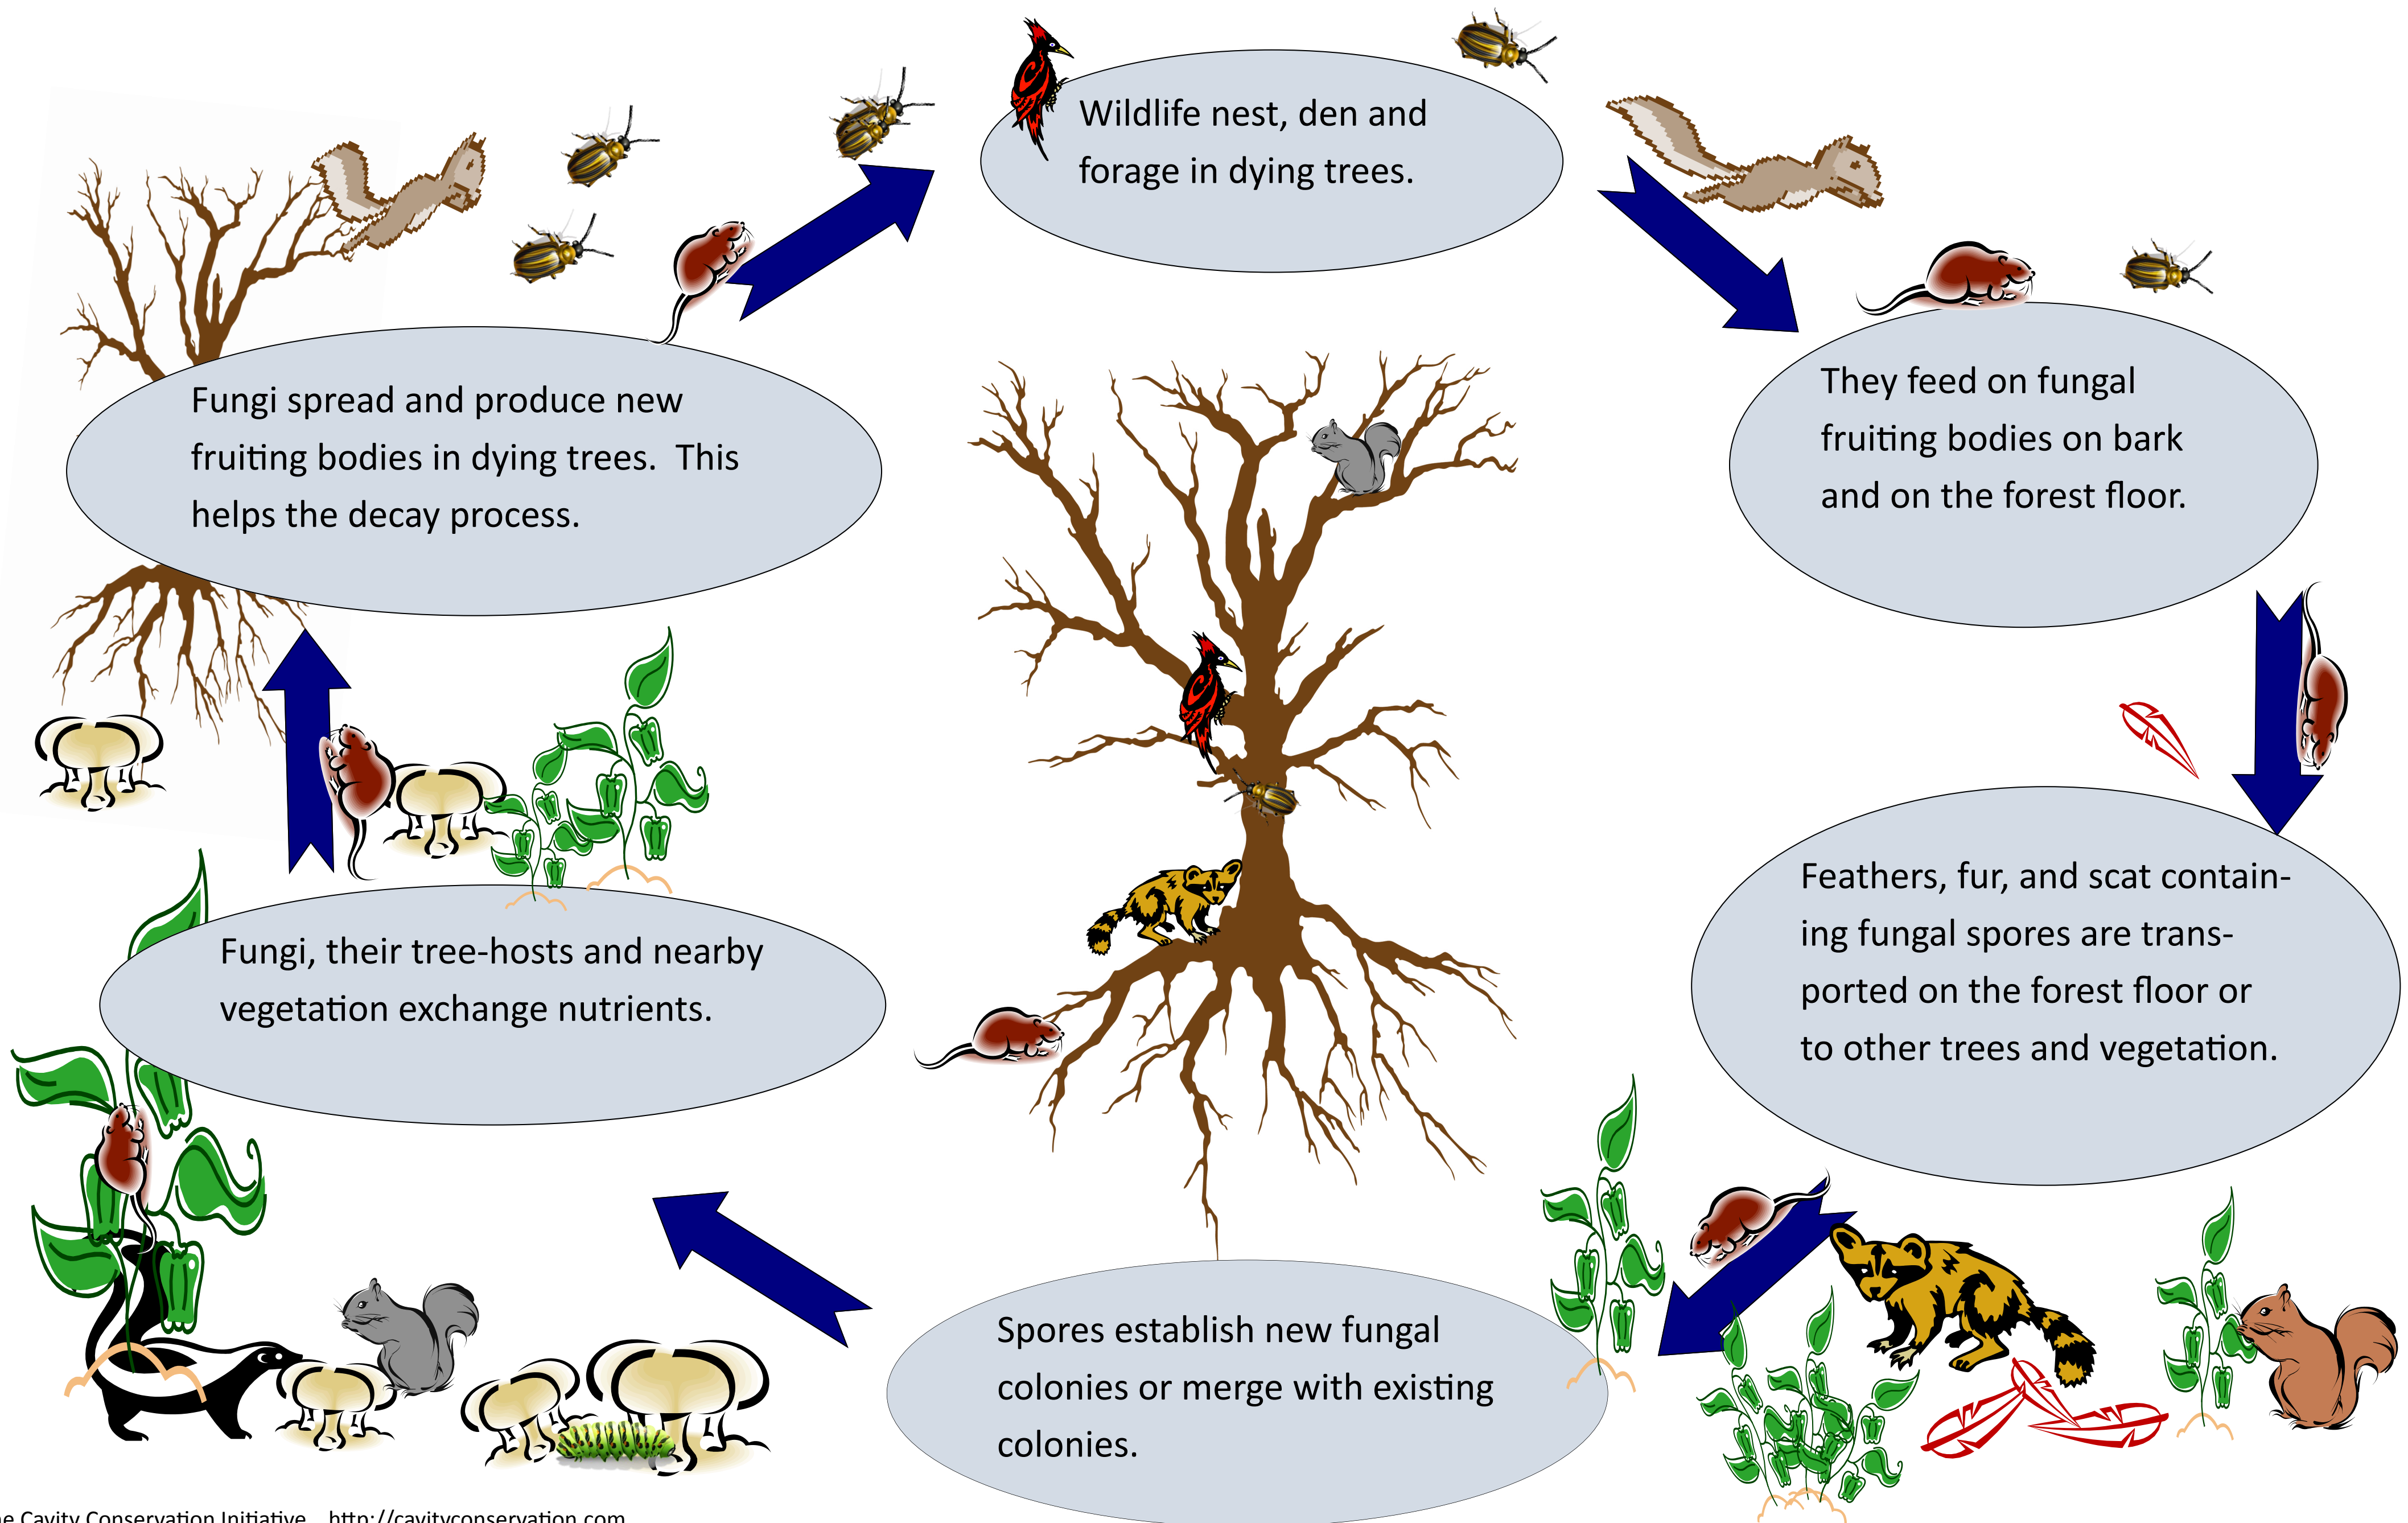 Wildlife nest, den and
forage in dying trees.
They feed on fungal
fruiting bodies on bark
and on the forest floor.
Feathers, fur, and scat contain-
ing fungal spores are trans-
ported on the forest floor or
to other trees and vegetation.
Spores establish new fungal
colonies or merge with existing
colonies.
Fungi, their tree-hosts and nearby
vegetation exchange nutrients.
Fungi spread and produce new
fruiting bodies in dying trees.  This
helps the decay process.
Cavity Conservation Initiative    http://cavityconservation.com